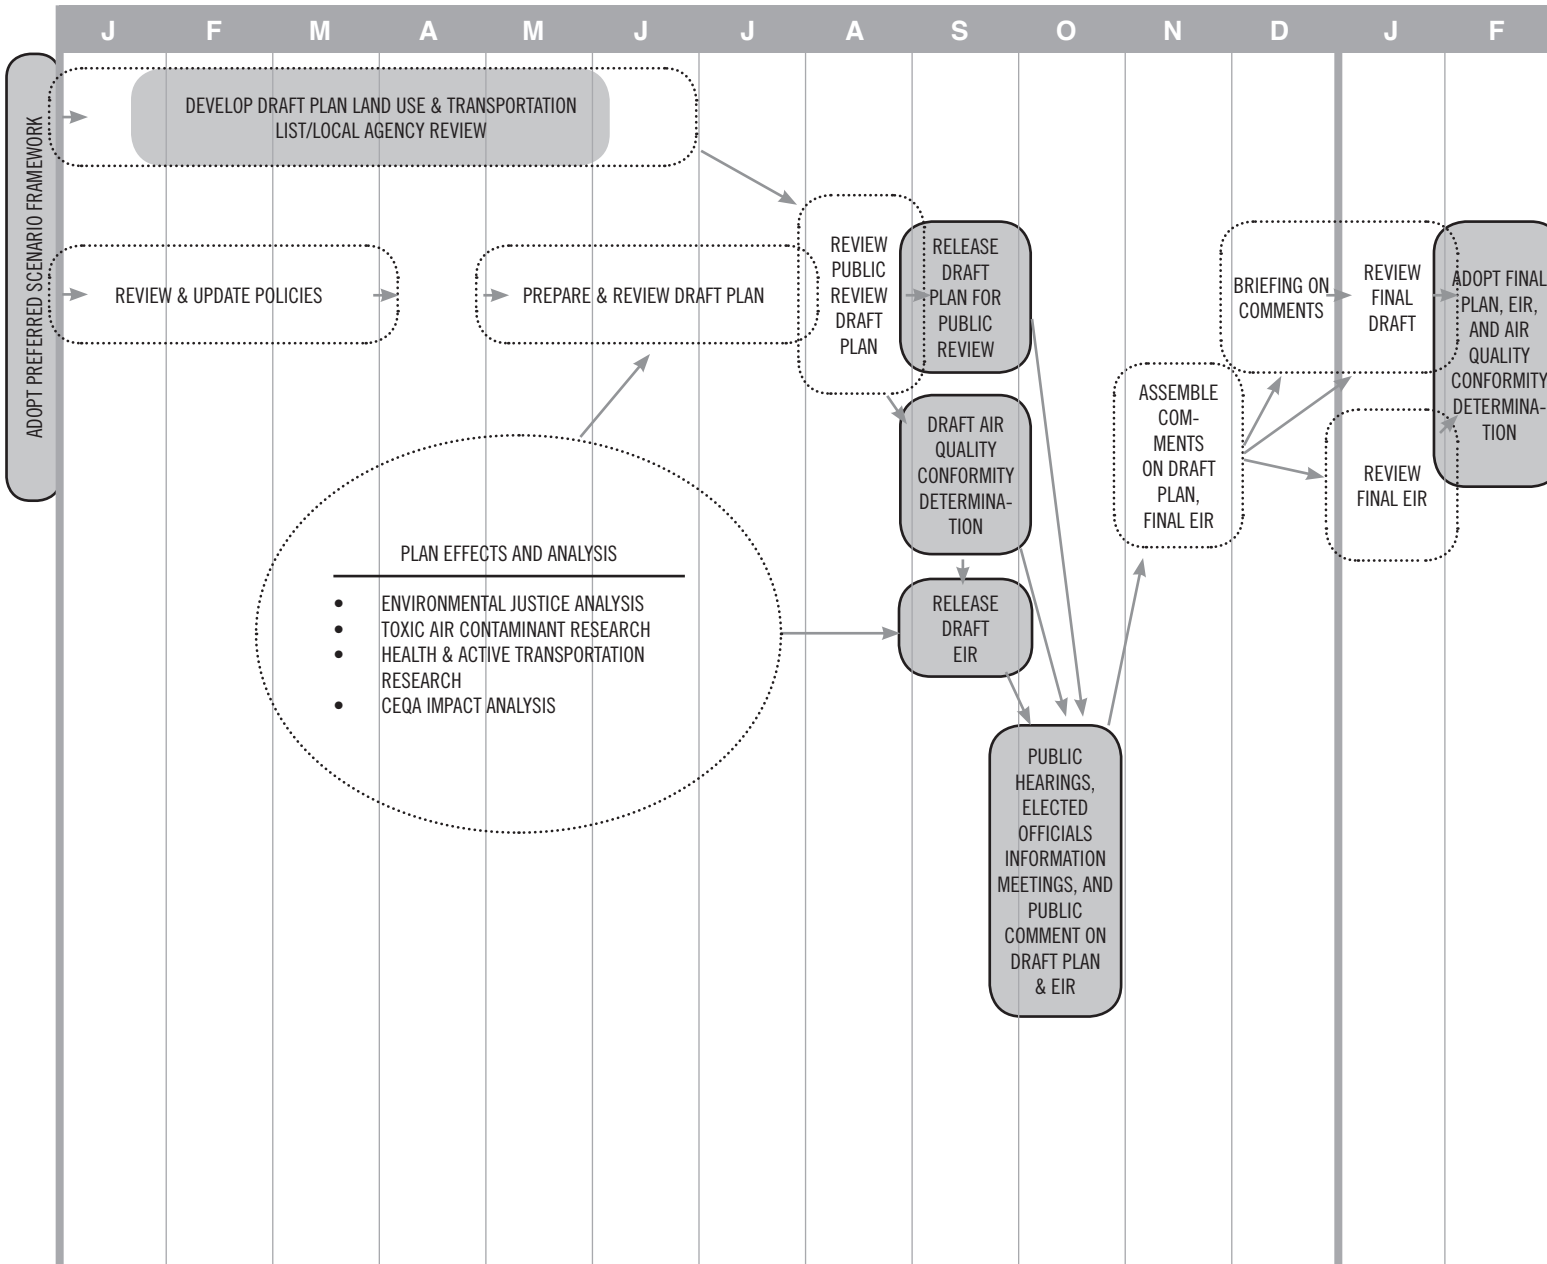 J F M A M J J A S O N D J F
ADOPT PREFERRED SCENARIO FRAMEWORK
DEVELOP DRAFT PLAN LAND USE & TRANSPORTATION
LIST/LOCAL AGENCY REVIEW
REVIEW & UPDATE POLICIES
PREPARE & REVIEW DRAFT PLAN
REVIEW
PUBLIC
REVIEW
DRAFT
PLAN
RELEASE
DRAFT
PLAN FOR
PUBLIC
REVIEW
DRAFT AIR
QUALITY
CONFORMITY
DETERMINA-
TION
RELEASE
DRAFT
EIR
PLAN EFFECTS AND ANALYSIS
• ENVIRONMENTAL JUSTICE ANALYSIS
• TOXIC AIR CONTAMINANT RESEARCH
• HEALTH & ACTIVE TRANSPORTATION
RESEARCH
• CEQA IMPACT ANALYSIS
PUBLIC
HEARINGS,
ELECTED
OFFICIALS
INFORMATION
MEETINGS, AND
PUBLIC
COMMENT ON
DRAFT PLAN
& EIR
ASSEMBLE
COM-
MENTS
ON DRAFT
PLAN,
FINAL EIR
BRIEFING ON
COMMENTS
REVIEW
FINAL
DRAFT
REVIEW
FINAL EIR
ADOPT FINAL
PLAN, EIR,
AND AIR
QUALITY
CONFORMITY
DETERMINA-
TION